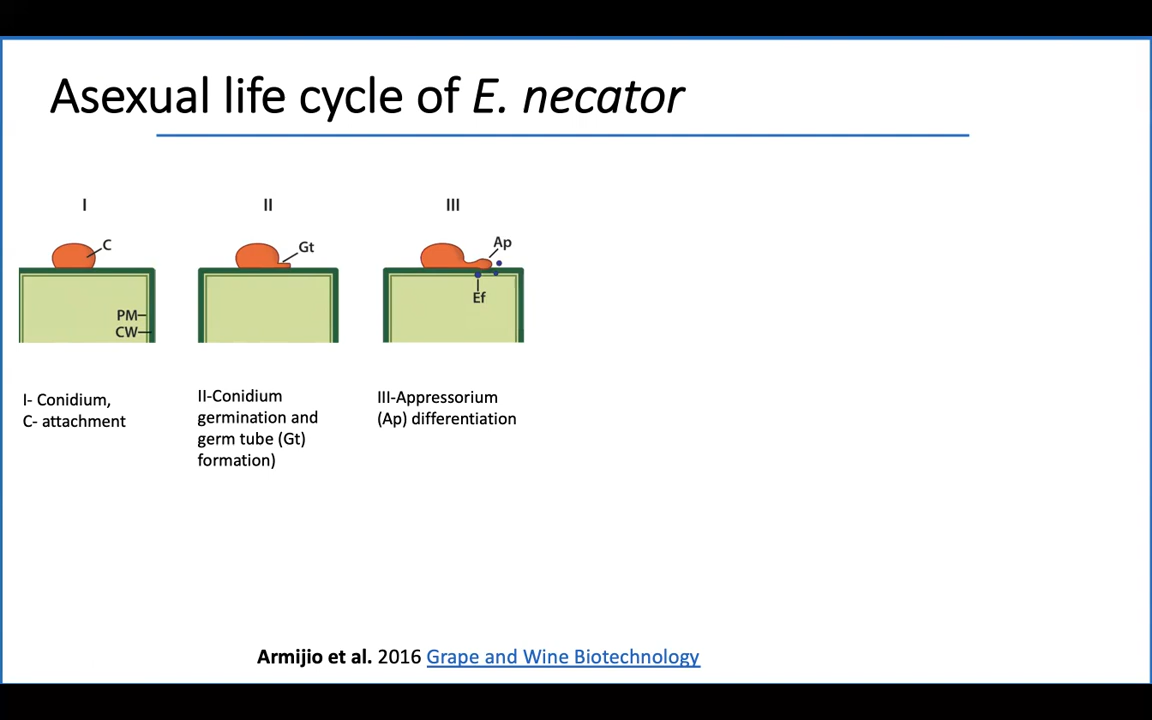 Asexual life cycle of E. necator
I
II
III
C
Gt
Ap
PM
CW
Ef
I- Conidium,
C- attachment
II-Conidium
germination and
germ tube (Gt)
formation)
III-Appressorium
(Ap) differentiation
Armijio et al. 2016 Grape and Wine Biotechnology